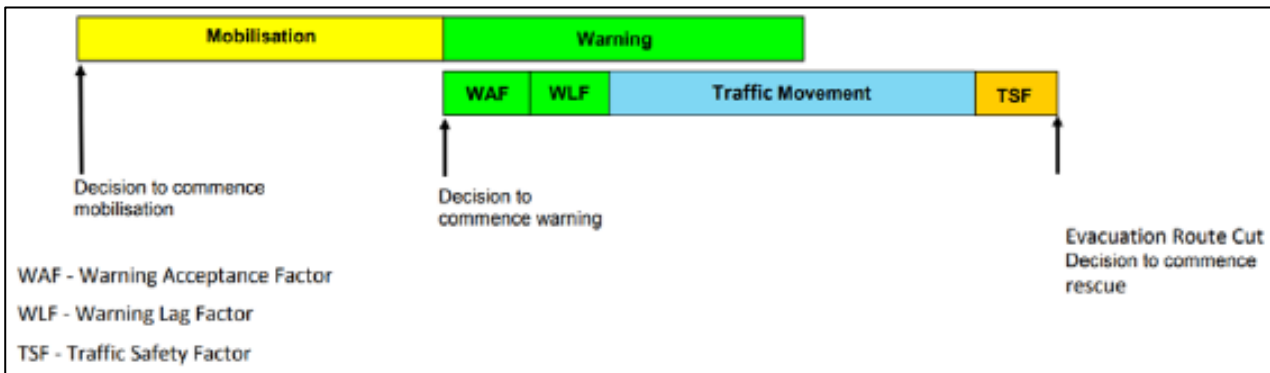 Mobilisation
Warning
WAF
WLF
Traffic Movement
TSF
Decision to commence
mobilisation
Decision to
commence warning
Evacuation Route Cut
Decision to commence
rescue
WAF - Warning Acceptance Factor
WLF - Warning Lag Factor
TSF - Traffic Safety Factor